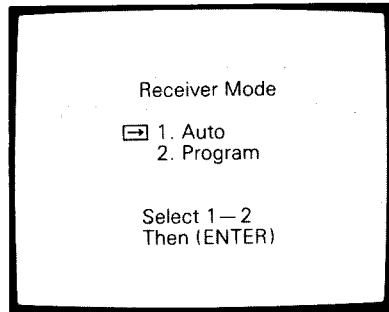 Receiver Mode
→ 1. Auto
2. Program
Select 1—2
Then (ENTER)